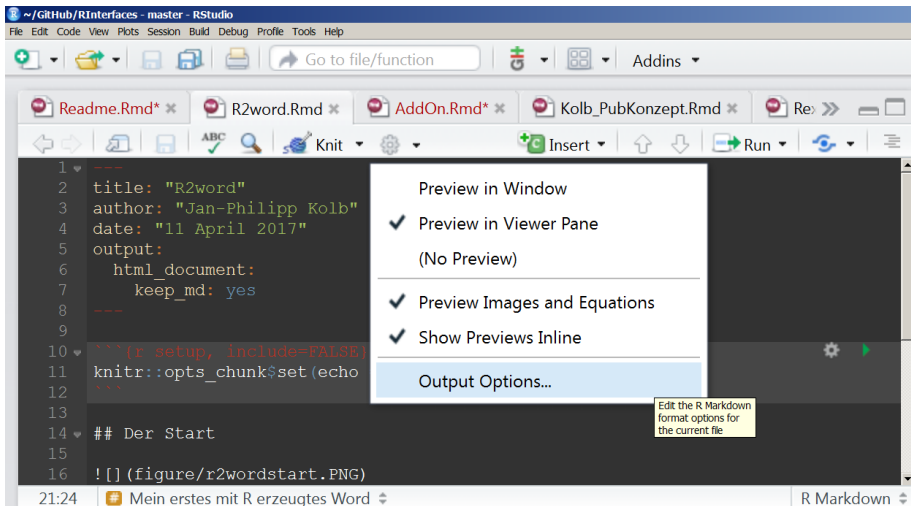 ~/GitHub/RInterfaces - master - RStudio
File Edit Code View Plots Session Build Debug Profile Tools Help
Go to file/function Addins
Readme.Rmd* R2word.Rmd AddOn.Rmd* Kolb_PubKonzept.Rmd Re
ABC Knit Insert Run
1 ---
2 title: "R2word"
3 author: "Jan-Philipp Kolb"
4 date: "11 April 2017"
5 output:
6 html_document:
7 keep_md: yes
8 ---
9
10 ```{r setup, include=FALSE}
11 knitr::opts_chunk$set(echo
12 ```
13
14 ## Der Start
15
16 ![](figure/r2wordstart.PNG)
Preview in Window
Preview in Viewer Pane
(No Preview)
Preview Images and Equations
Show Previews Inline
Output Options...
Edit the R Markdown
format options for
the current file
21:24 # Mein erstes mit R erzeugtes Word R Markdown